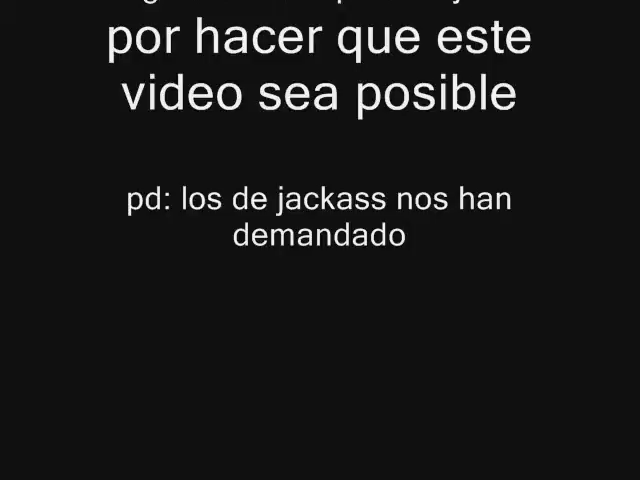 por hacer que este
video sea posible
pd: los de jackass nos han
demandado